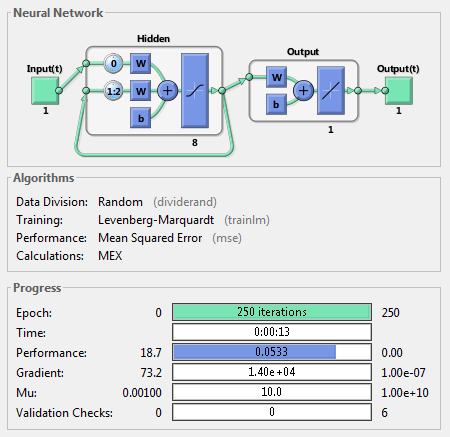 Neural Network
Hidden
Output
Input(t)
Output(t)
0
W
1:2
W
b
+
W
b
+
1
8
1
1
Algorithms
Data Division: Random (dividerand)
Training: Levenberg-Marquardt (trainlm)
Performance: Mean Squared Error (mse)
Calculations: MEX
Progress
Epoch: 0 250 iterations 250
Time: 0:00:13
Performance: 18.7 0.0533 0.00
Gradient: 73.2 1.40e+04 1.00e-07
Mu: 0.00100 10.0 1.00e+10
Validation Checks: 0 0 6